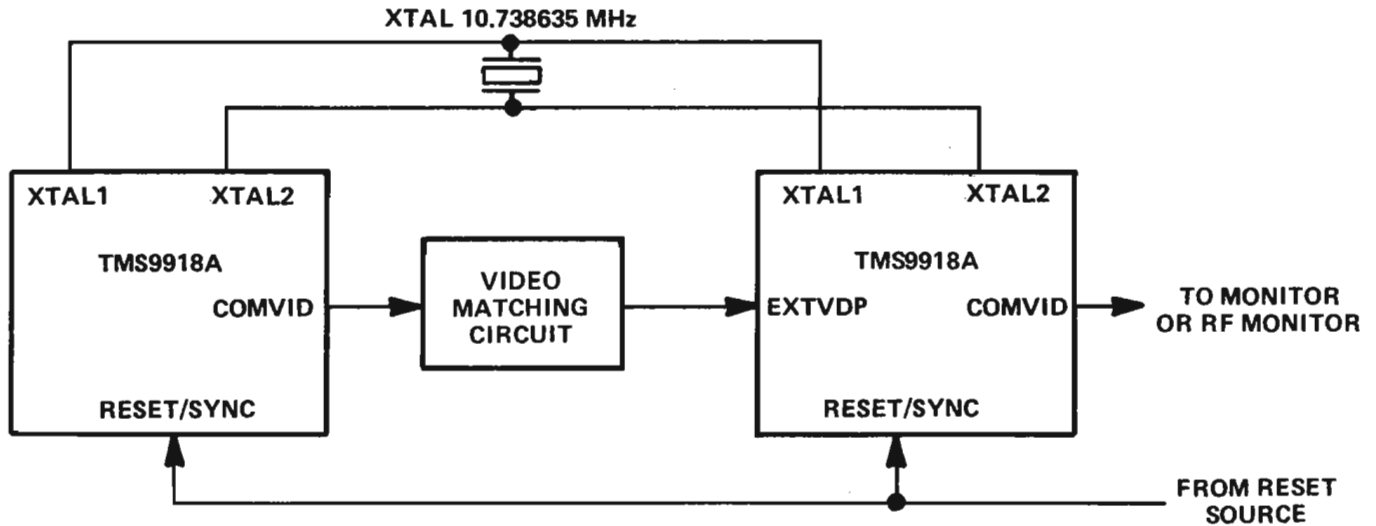 XTAL 10.738635 MHz
XTAL1 XTAL2
TMS9918A
COMVID
RESET/SYNC
VIDEO
MATCHING
CIRCUIT
XTAL1 XTAL2
TMS9918A
EXTVDP COMVID
RESET/SYNC
TO MONITOR
OR RF MONITOR
FROM RESET
SOURCE